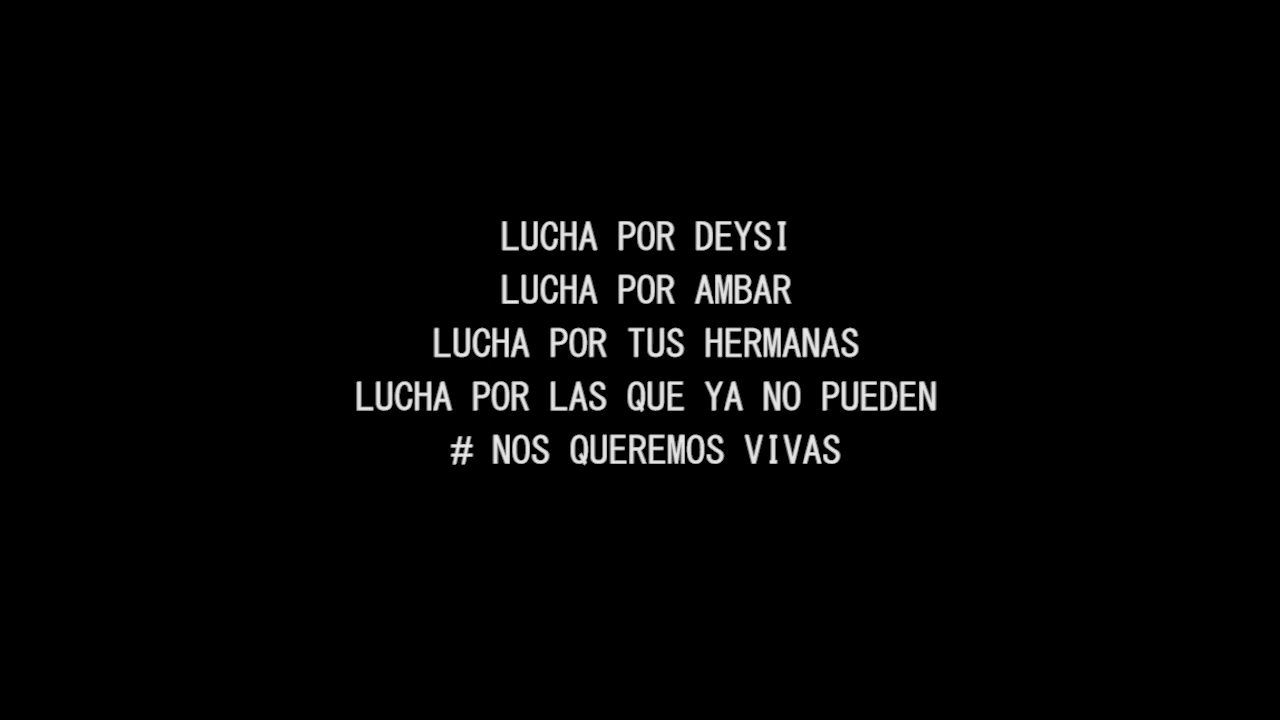 LUCHA POR DEYSI
LUCHA POR AMBAR
LUCHA POR TUS HERMANAS
LUCHA POR LAS QUE YA NO PUEDEN
# NOS QUEREMOS VIVAS